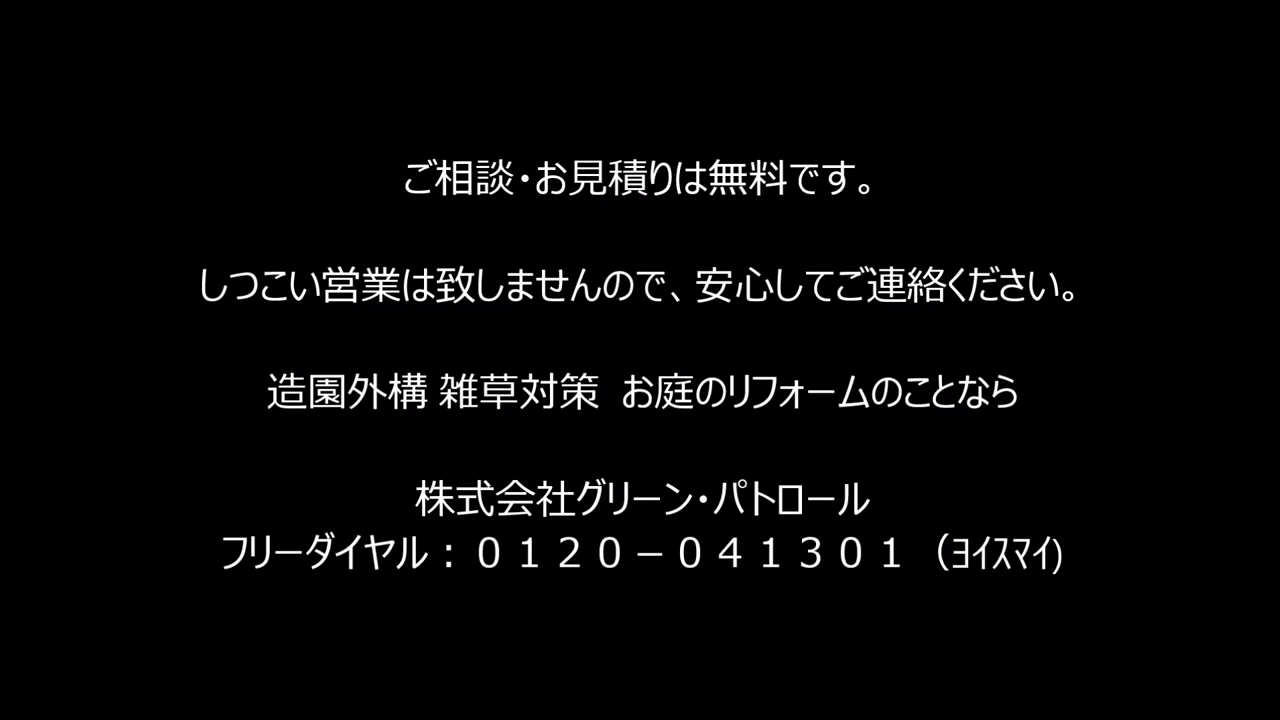 ご相談・お見積りは無料です。
しつこい営業は致しませんので、安心してご連絡ください。
造園外構 雑草対策 お庭のリフォームのことなら
株式会社グリーン・パトロール
フリーダイヤル：０１２０－０４１３０１（ﾖｲｽﾏｲ)